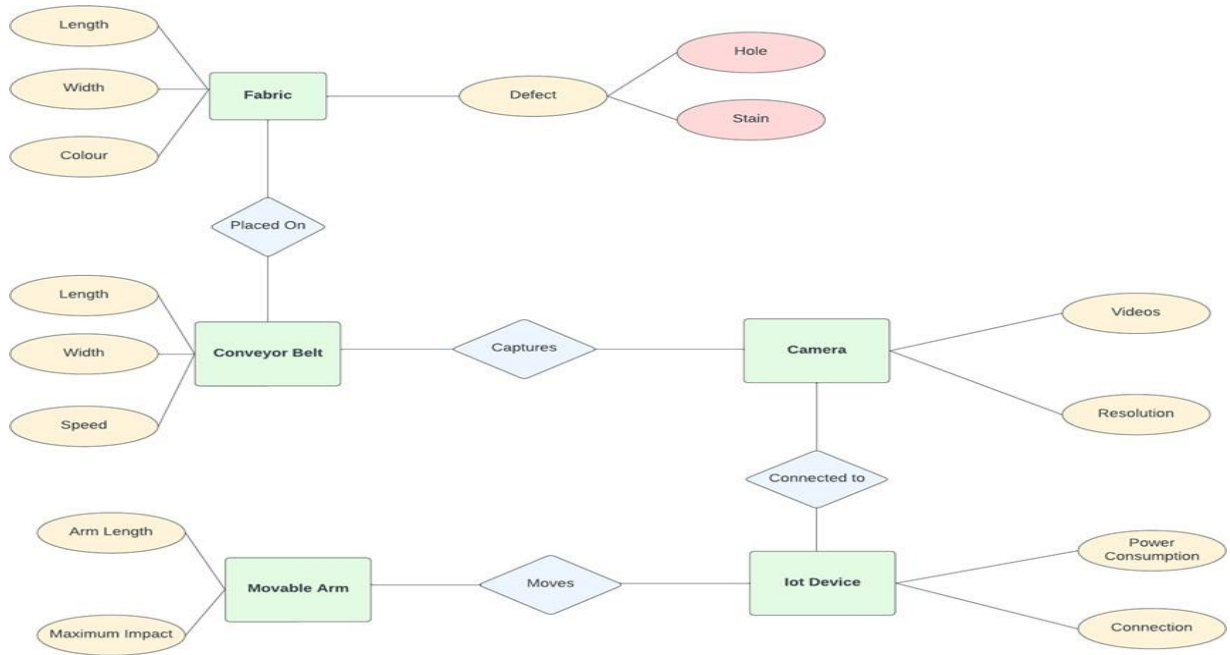 Length
Width
Colour
Fabric
Defect
Hole
Stain
Placed On
Length
Width
Speed
Conveyor Belt
Captures
Camera
Videos
Resolution
Connected to
Arm Length
Maximum Impact
Movable Arm
Moves
Iot Device
Power
Consumption
Connection